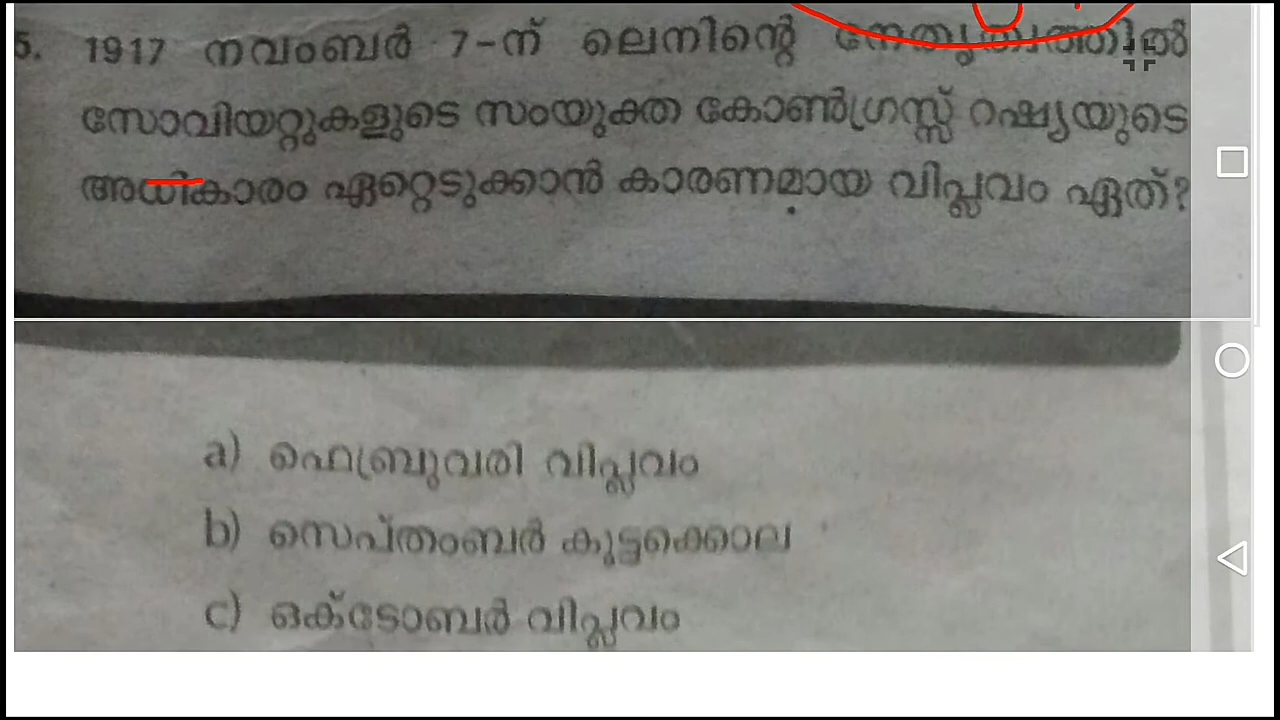 5. 1917 നവംബർ 7-ന് ലെനിന്റെ നേതൃത്വത്തിൽ
സോവിയറ്റുകളുടെ സംയുക്ത കോൺഗ്രസ്സ് റഷ്യയുടെ
അധികാരം ഏറ്റെടുക്കാൻ കാരണമായ വിപ്ലവം ഏത്?
a) ഫെബ്രുവരി വിപ്ലവം
b) സെപ്തംബർ കൂട്ടക്കൊല
c) ഒക്ടോബർ വിപ്ലവം